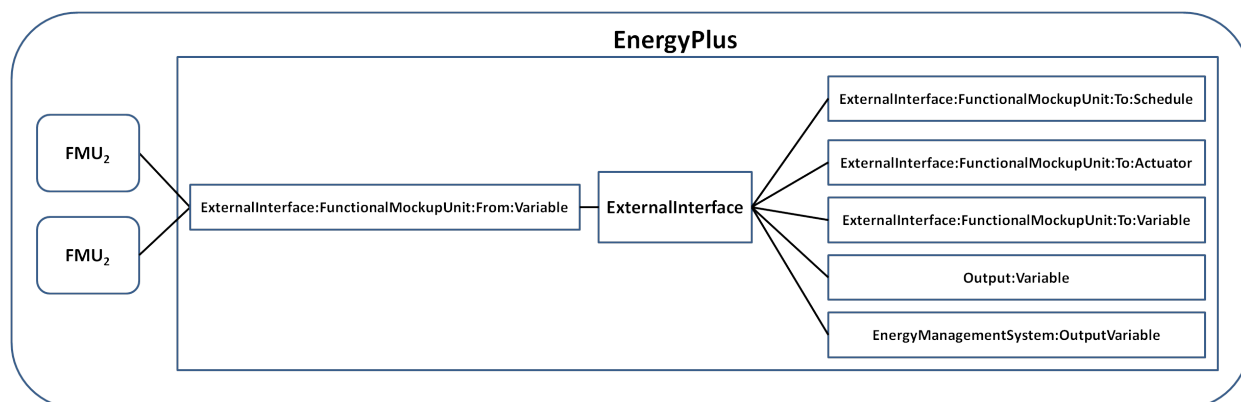 EnergyPlus
FMU₂
FMU₂
ExternalInterface:FunctionalMockupUnit:From:Variable
ExternalInterface
ExternalInterface:FunctionalMockupUnit:To:Schedule
ExternalInterface:FunctionalMockupUnit:To:Actuator
ExternalInterface:FunctionalMockupUnit:To:Variable
Output:Variable
EnergyManagementSystem:OutputVariable